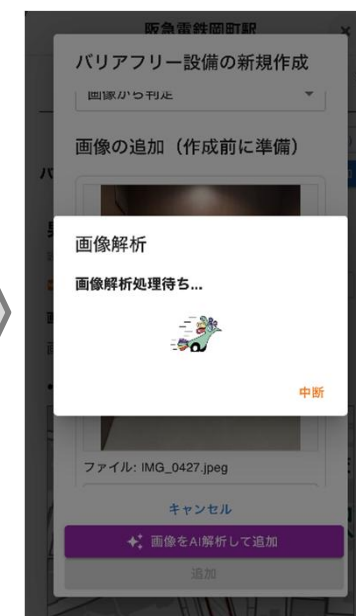 阪急電鉄岡町駅
バリアフリー設備の新規作成
画像から判定
画像の追加（作成前に準備）
画像解析
画像解析処理待ち...
中断
ファイル: IMG_0427.jpeg
キャンセル
画像をAI解析して追加
追加